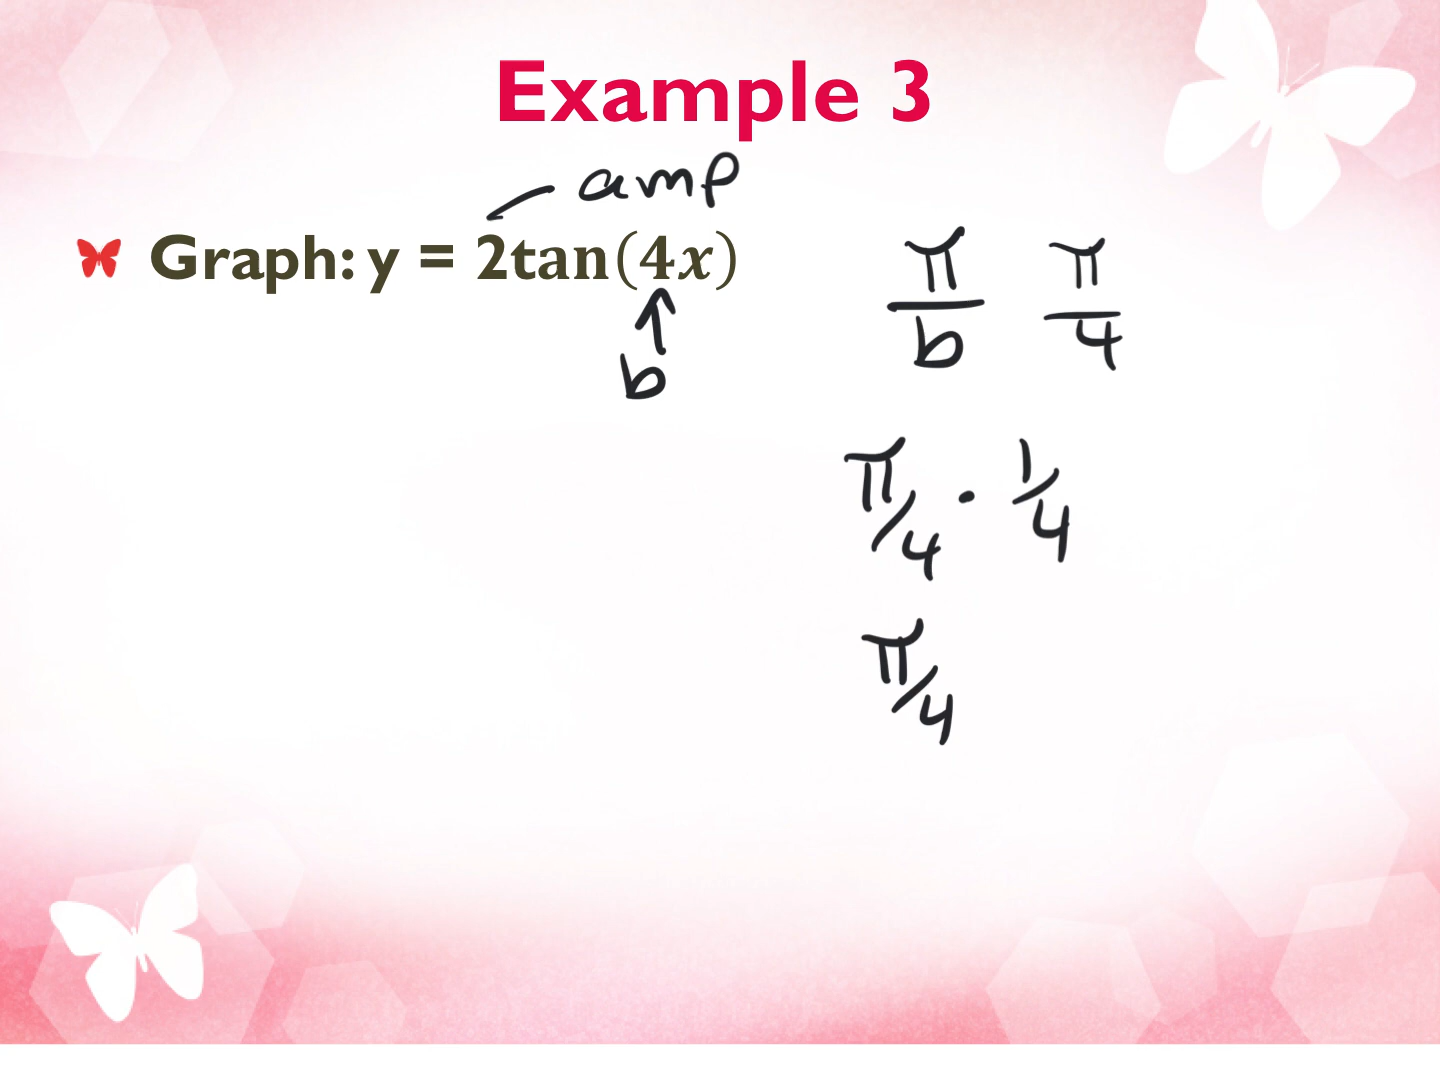 Example 3
amp
Graph: y = 2tan(4x)
b
π/b π/4
π/4 · 1/4
π/4